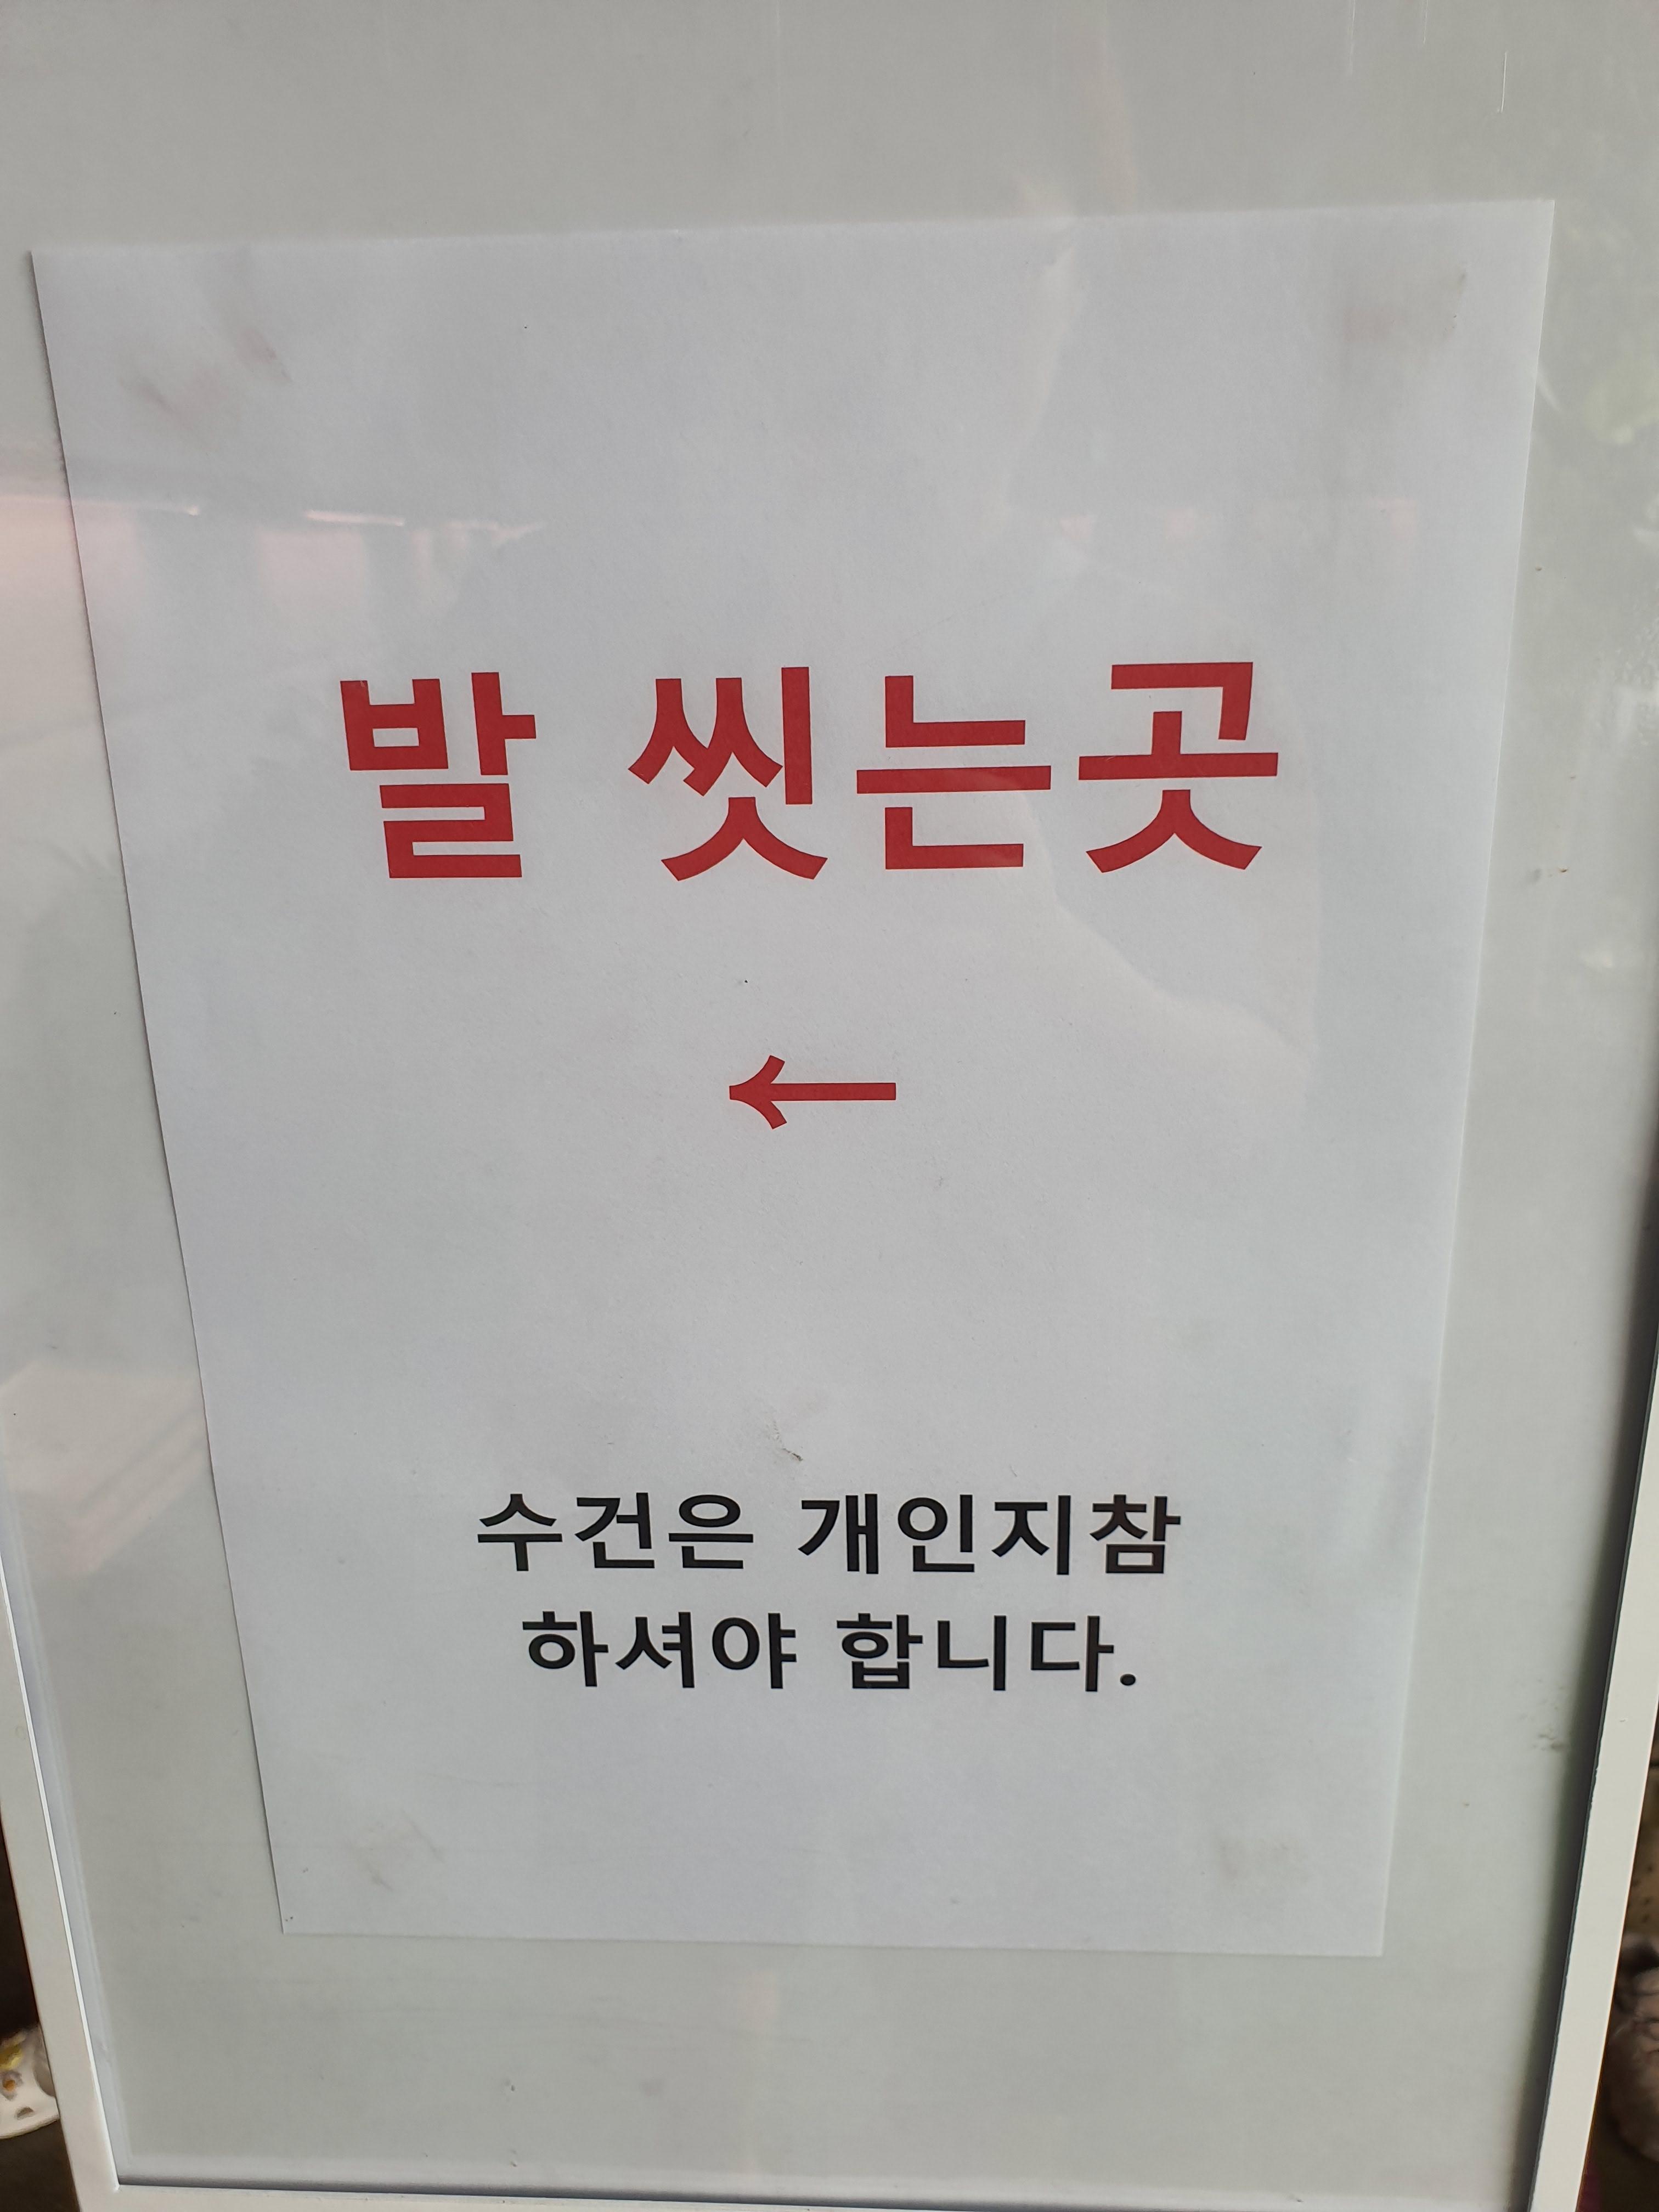 발 씻는곳
←
수건은 개인지참
하셔야 합니다.